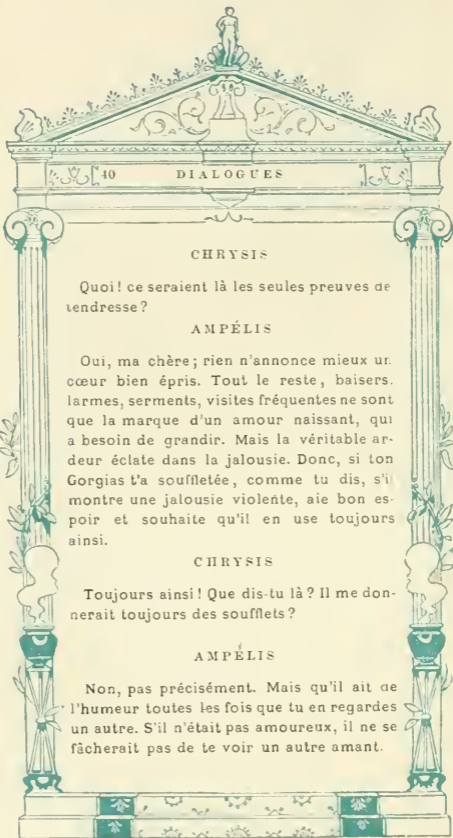 40 DIALOGUES
CHRYSIS
Quoi! ce seraient là les seules preuves de
tendresse?
AMPÉLIS
Oui, ma chère; rien n'annonce mieux un
cœur bien épris. Tout le reste, baisers,
larmes, serments, visites fréquentes ne sont
que la marque d'un amour naissant, qui
a besoin de grandir. Mais la véritable ar-
deur éclate dans la jalousie. Donc, si ton
Gorgias t'a souffletée, comme tu dis, s'il
montre une jalousie violente, aie bon es-
poir et souhaite qu'il en use toujours
ainsi.
CHRYSIS
Toujours ainsi! Que dis-tu là? Il me don-
nerait toujours des soufflets?
AMPÉLIS
Non, pas précisément. Mais qu'il ait de
l'humeur toutes les fois que tu en regardes
un autre. S'il n'était pas amoureux, il ne se
fâcherait pas de te voir un autre amant.